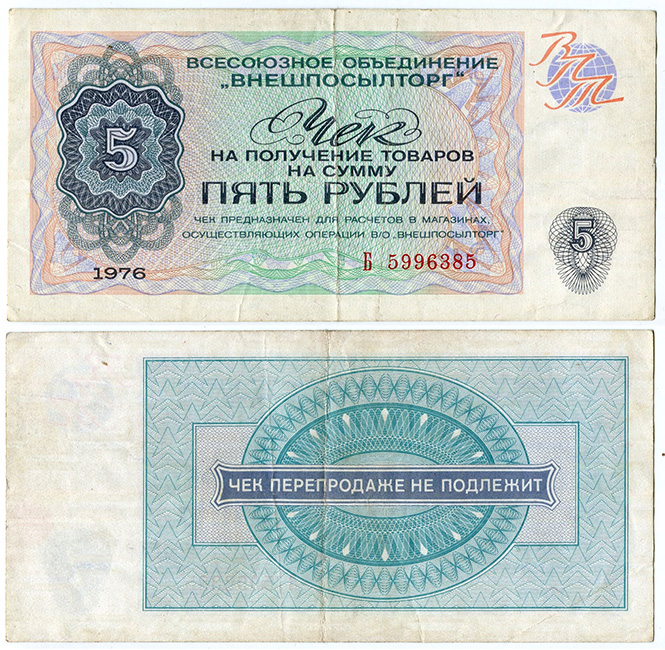 ВСЕСОЮЗНОЕ ОБЪЕДИНЕНИЕ
„ВНЕШПОСЫЛТОРГ“
ВПТ
Чек
НА ПОЛУЧЕНИЕ ТОВАРОВ
НА СУММУ
ПЯТЬ РУБЛЕЙ
5
ЧЕК ПРЕДНАЗНАЧЕН ДЛЯ РАСЧЕТОВ В МАГАЗИНАХ,
ОСУЩЕСТВЛЯЮЩИХ ОПЕРАЦИИ В/О „ВНЕШПОСЫЛТОРГ“
5
1976
Б 5996385
ЧЕК ПЕРЕПРОДАЖЕ НЕ ПОДЛЕЖИТ